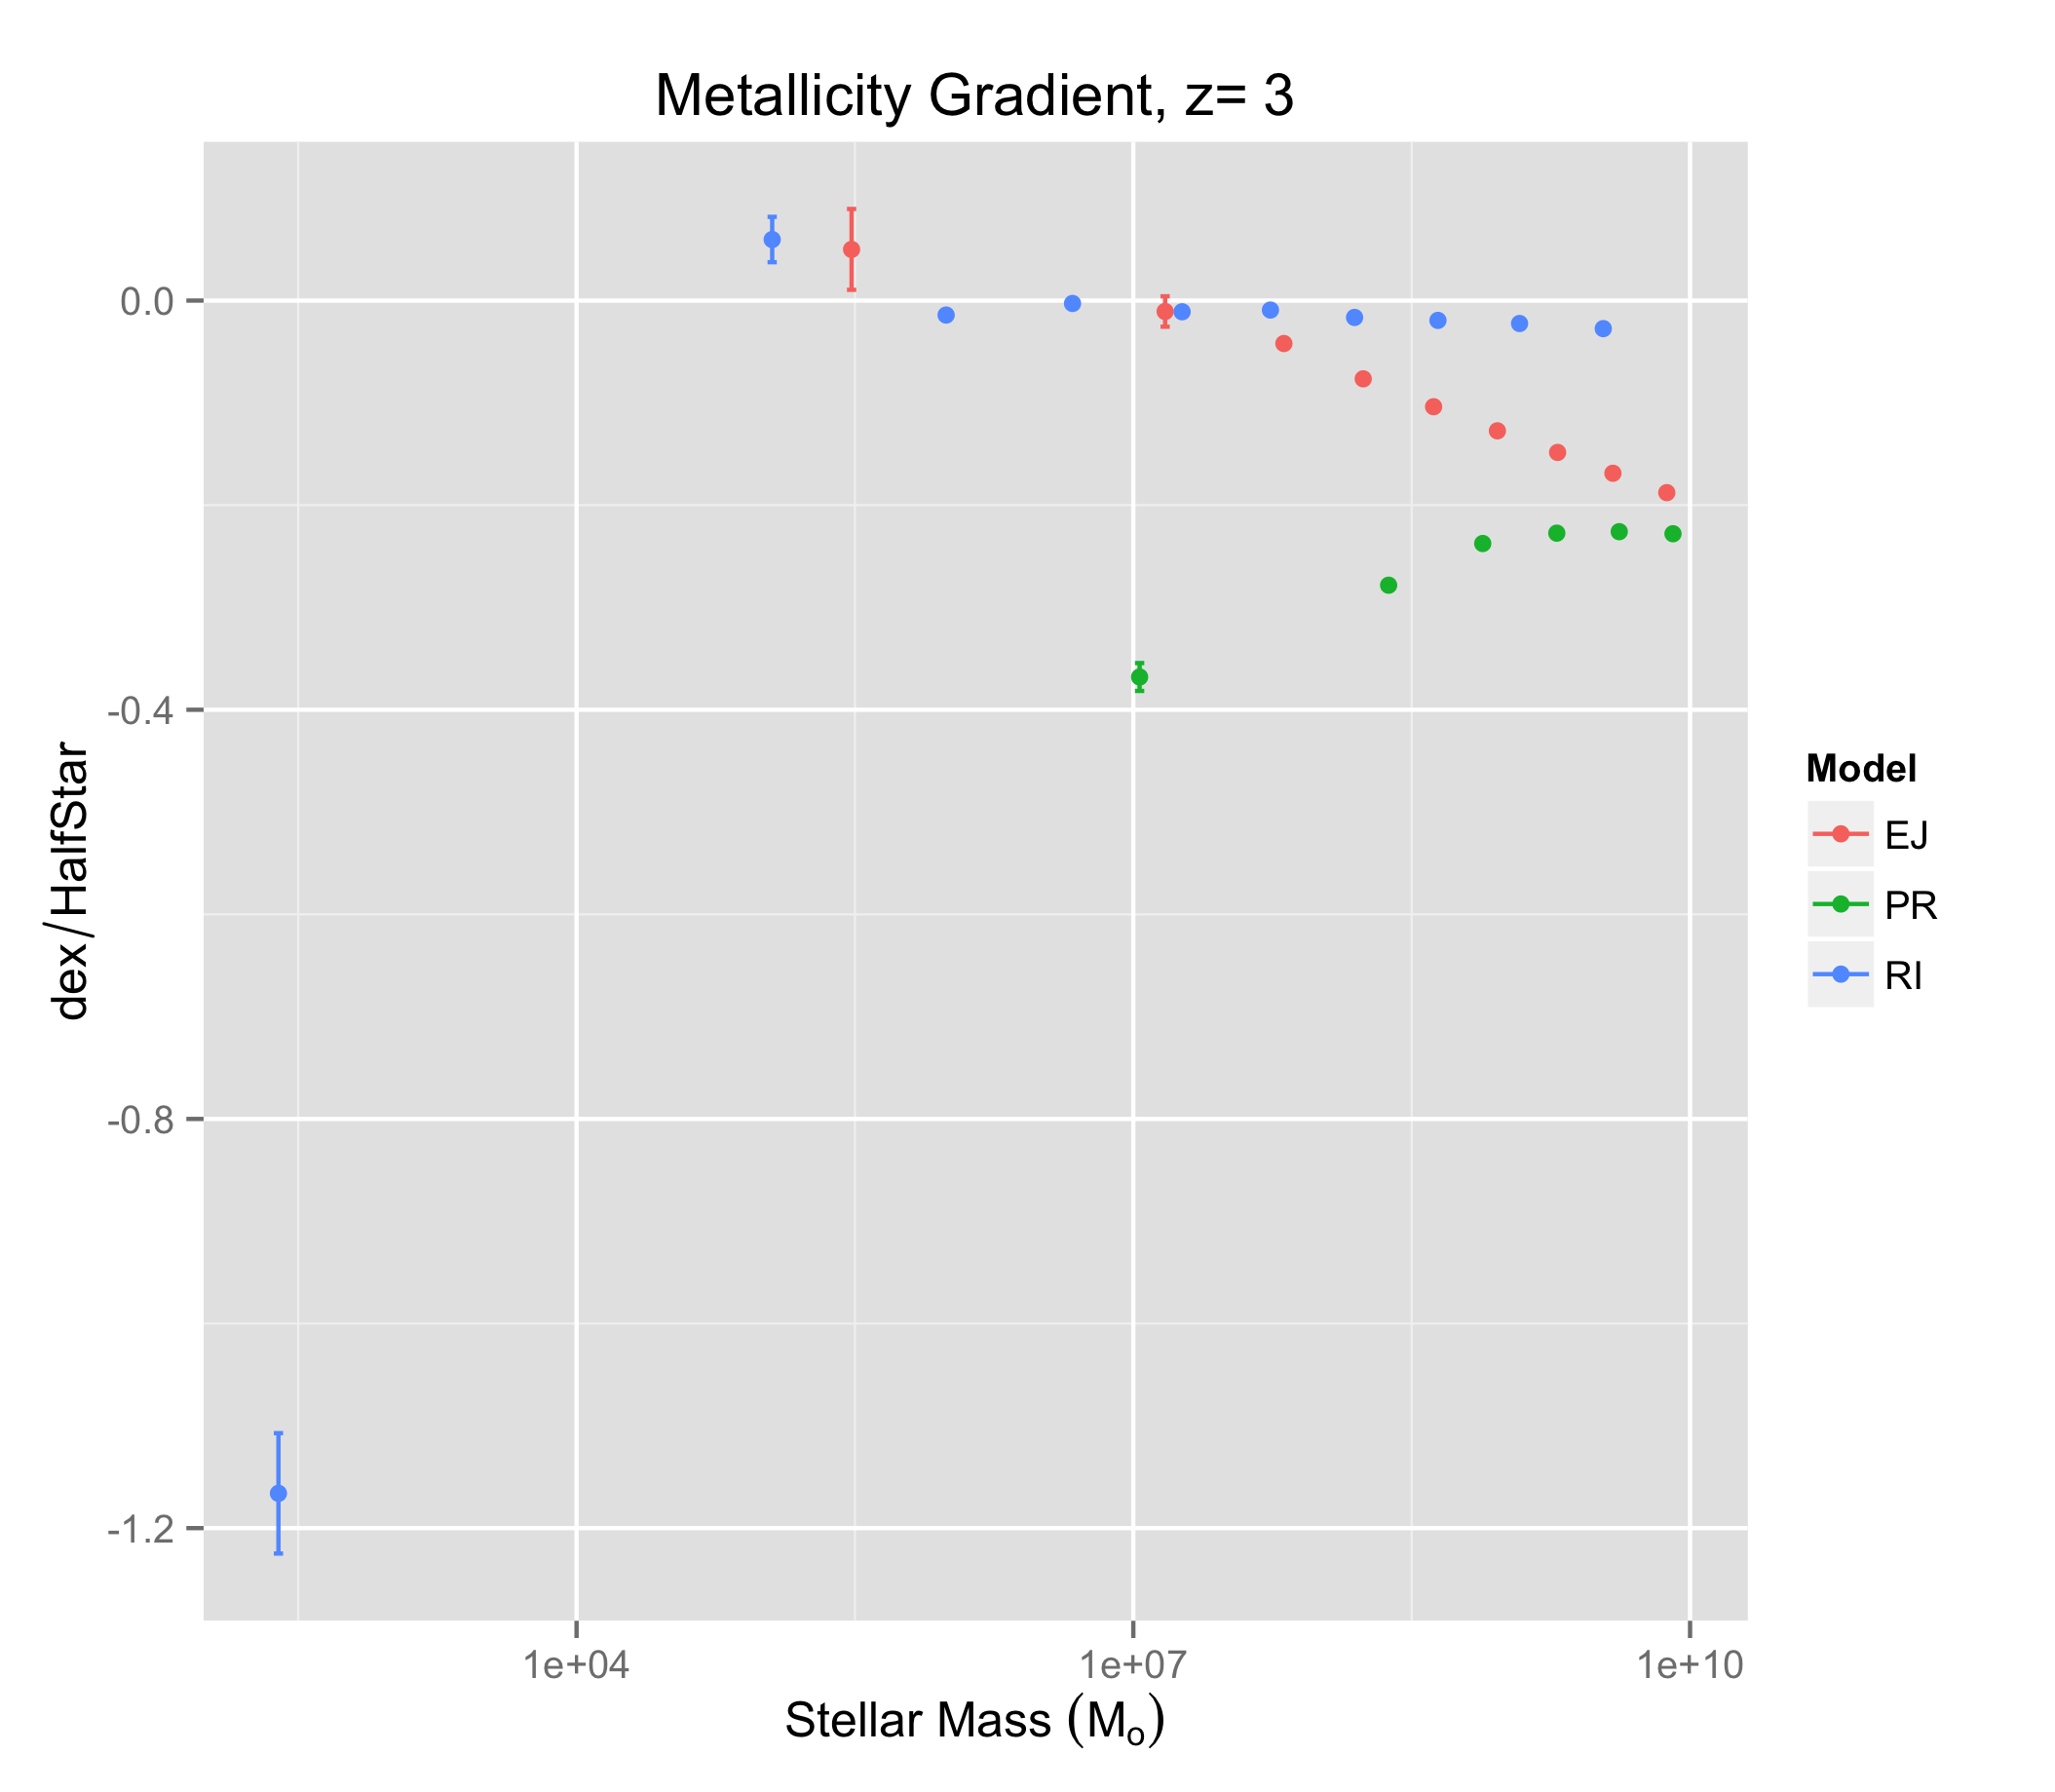 Metallicity Gradient, z= 3
0.0
-0.4
-0.8
-1.2
dex/HalfStar
1e+04
1e+07
1e+10
Stellar Mass (Mo)
Model
EJ
PR
RI